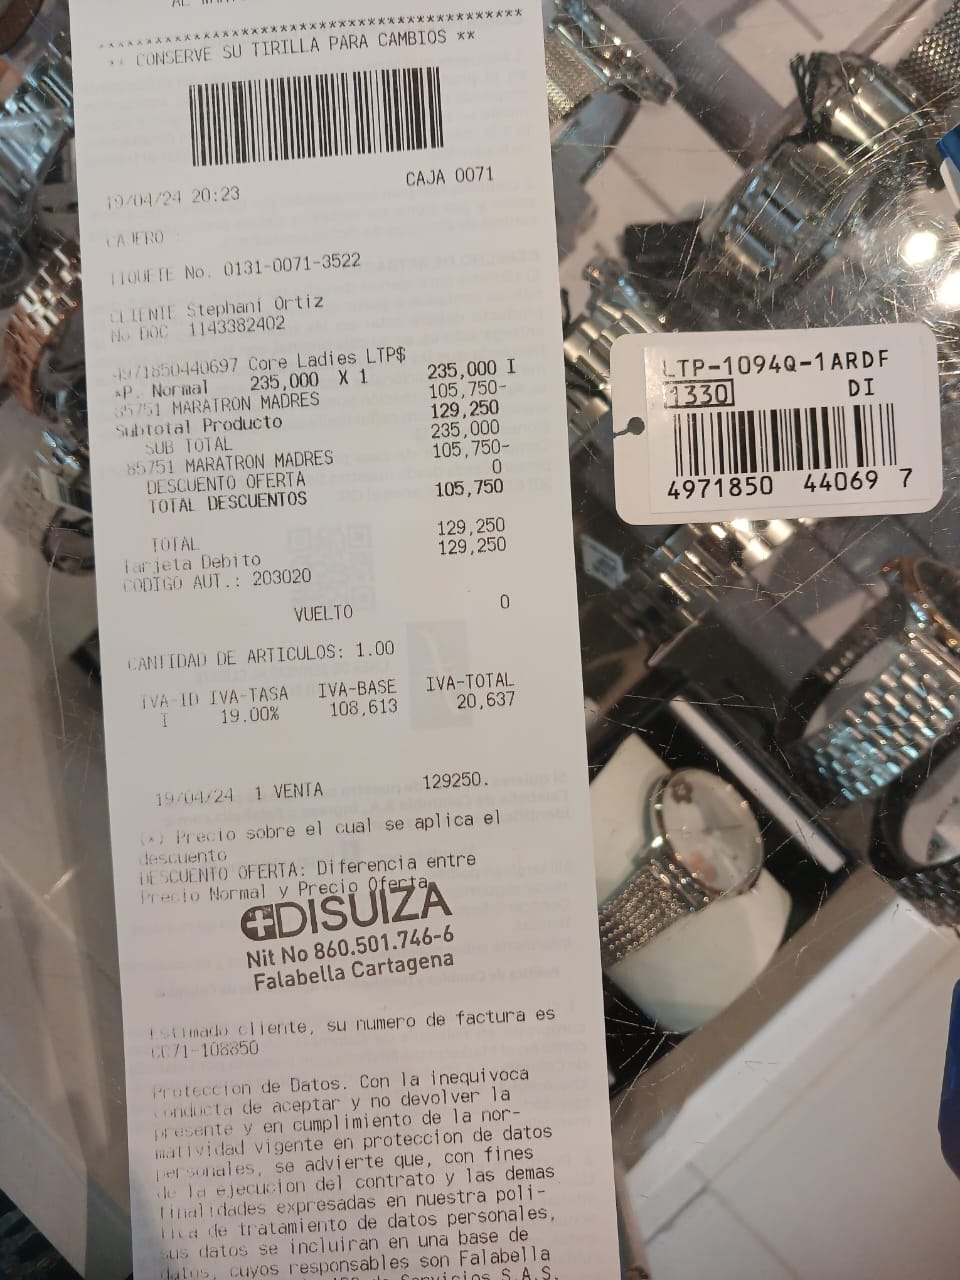 ** CONSERVE SU TIRILLA PARA CAMBIOS **
19/04/24 20:23 CAJA 0071
CAJERO :
TIQUETE No. 0131-0071-3522
CLIENTE Stephani Ortiz
No DOC 1143382402
4971850440697 Core Ladies LTP$ 235,000 I
*P. Normal 235,000 X 1
85751 MARATRON MADRES 105,750-
Subtotal Producto 129,250
SUB TOTAL 235,000
85751 MARATRON MADRES 105,750-
DESCUENTO OFERTA 0
TOTAL DESCUENTOS 105,750
TOTAL 129,250
Tarjeta Debito 129,250
CODIGO AUT.: 203020
VUELTO 0
CANTIDAD DE ARTICULOS: 1.00
IVA-ID IVA-TASA IVA-BASE IVA-TOTAL
I 19.00% 108,613 20,637
19/04/24 1 VENTA 129250.
(*) Precio sobre el cual se aplica el
descuento
DESCUENTO OFERTA: Diferencia entre
Precio Normal y Precio Oferta
DISUIZA
Nit No 860.501.746-6
Falabella Cartagena
Estimado cliente, su numero de factura es
CC71-108850
Proteccion de Datos. Con la inequivoca
conducta de aceptar y no devolver la
presente y en cumplimiento de la nor-
matividad vigente en proteccion de datos
personales, se advierte que, con fines
de la ejecucion del contrato y las demas
finalidades expresadas en nuestra poli-
tica de tratamiento de datos personales,
sus datos se incluiran en una base de
datos, cuyos responsables son Falabella
de Servicios S.A.S.
LTP-1094Q-1ARDF
1330 DI
4971850 44069 7